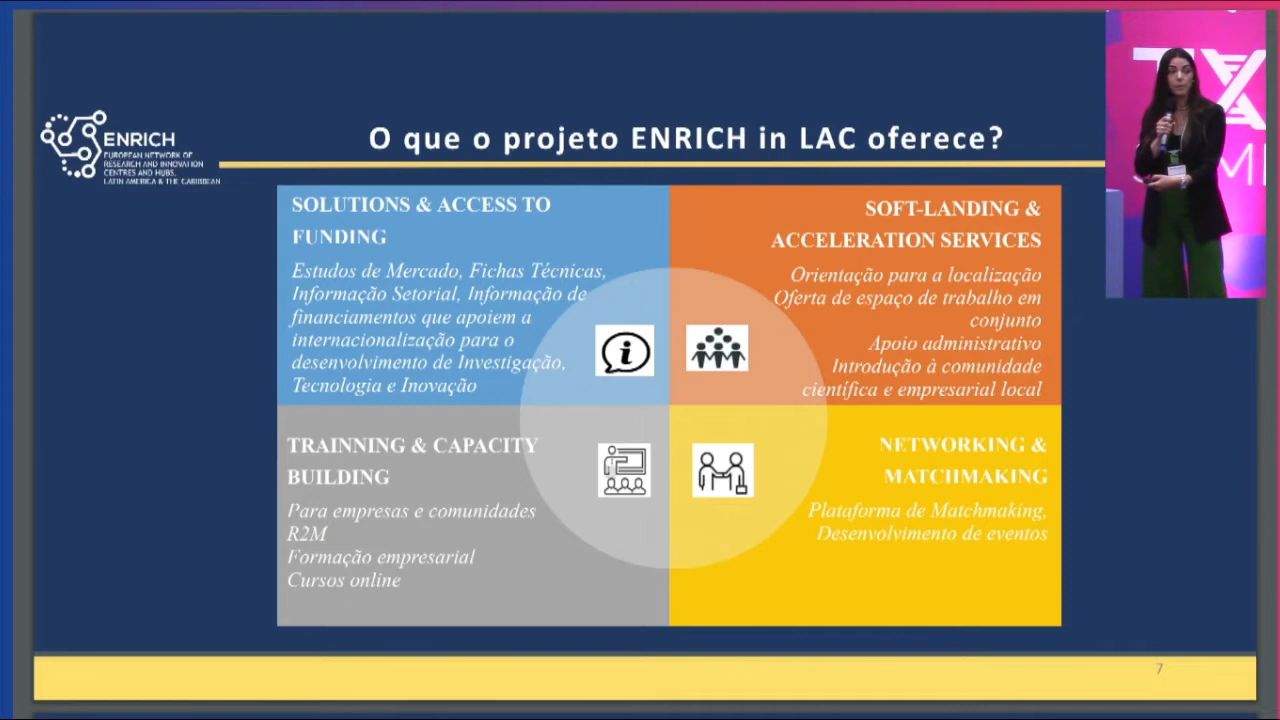 ENRICH
EUROPEAN NETWORK OF
RESEARCH AND INNOVATION
CENTRES AND HUBS,
LATIN AMERICA & THE CARIBBEAN
O que o projeto ENRICH in LAC oferece?
SOLUTIONS & ACCESS TO
FUNDING
Estudos de Mercado, Fichas Técnicas,
Informação Setorial, Informação de
financiamentos que apoiem a
internacionalização para o
desenvolvimento de Investigação,
Tecnologia e Inovação
SOFT-LANDING &
ACCELERATION SERVICES
Orientação para a localização
Oferta de espaço de trabalho em
conjunto
Apoio administrativo
Introdução à comunidade
científica e empresarial local
TRAINNING & CAPACITY
BUILDING
Para empresas e comunidades
R2M
Formação empresarial
Cursos online
NETWORKING &
MATCHMAKING
Plataforma de Matchmaking,
Desenvolvimento de eventos
7